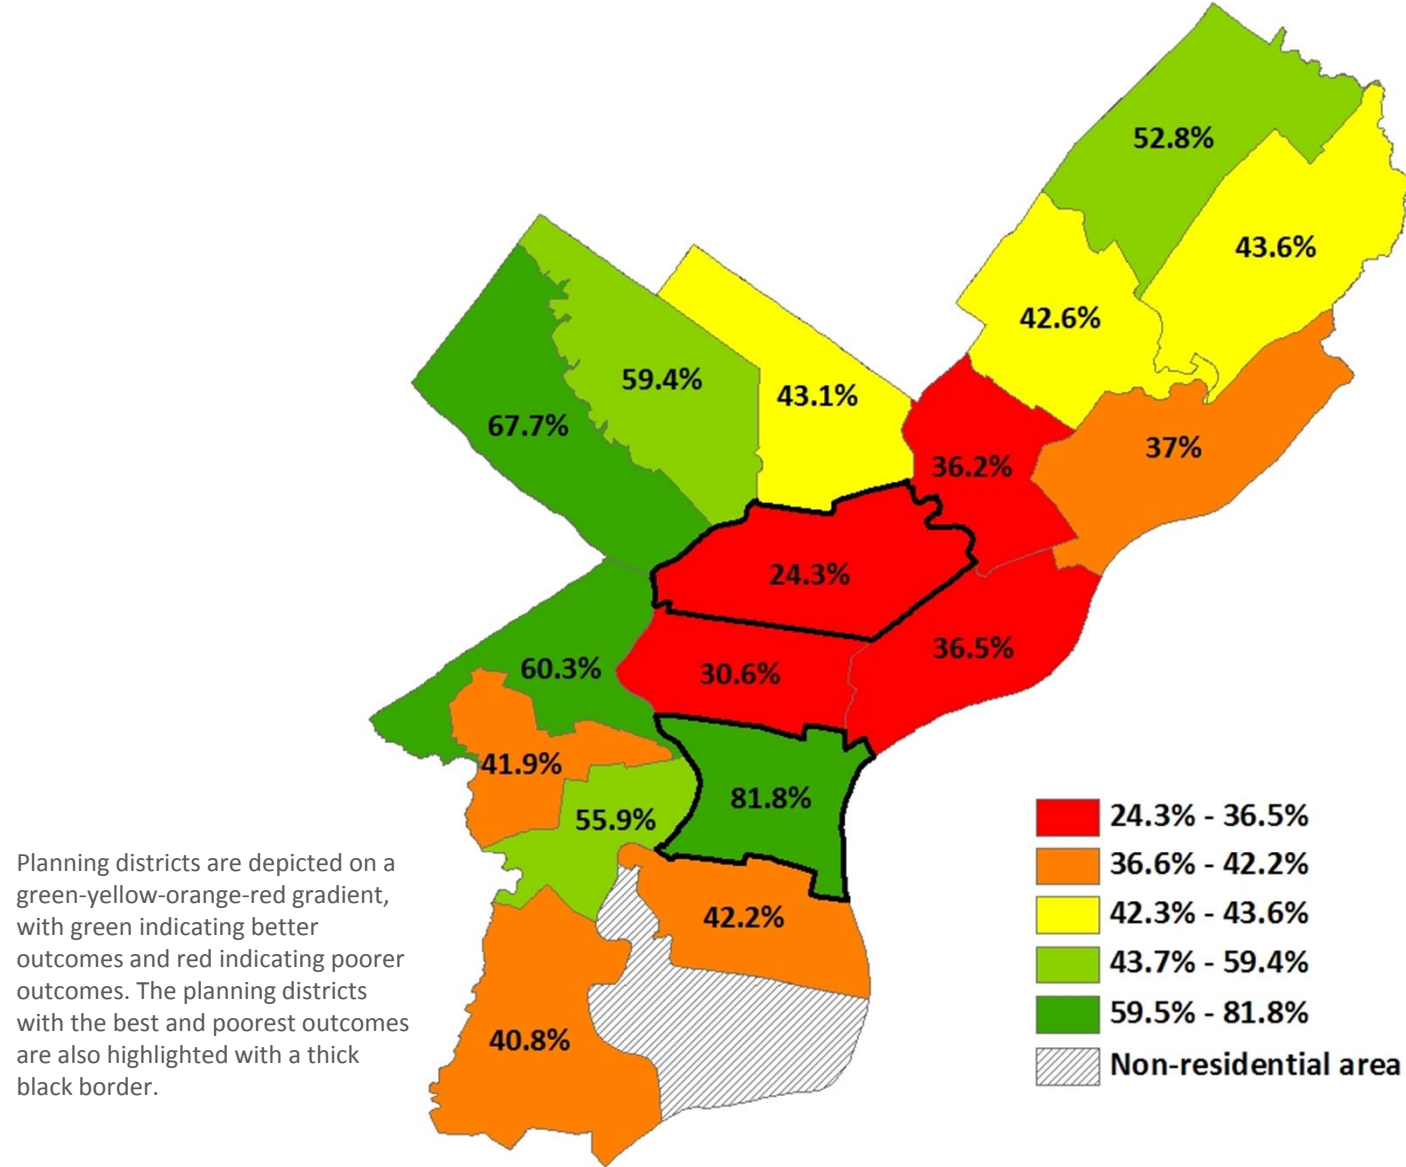 52.8%
43.6%
42.6%
59.4%
43.1%
67.7%
37%
36.2%
24.3%
36.5%
60.3%
30.6%
41.9%
81.8%
55.9%
42.2%
40.8%
Planning districts are depicted on a
green-yellow-orange-red gradient,
with green indicating better
outcomes and red indicating poorer
outcomes. The planning districts
with the best and poorest outcomes
are also highlighted with a thick
black border.
24.3% - 36.5%
36.6% - 42.2%
42.3% - 43.6%
43.7% - 59.4%
59.5% - 81.8%
Non-residential area